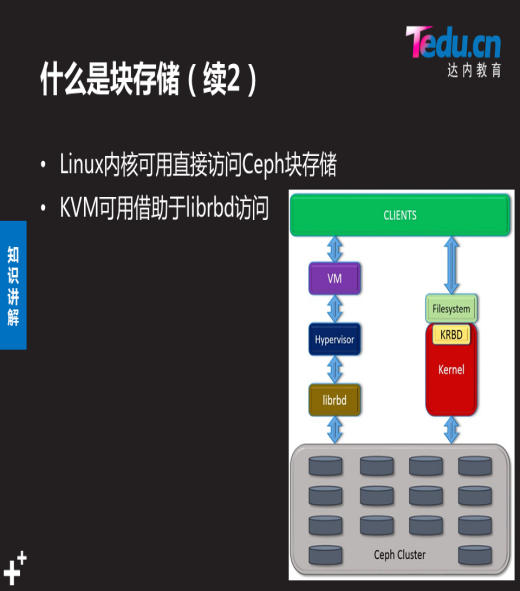 Tedu.cn
达内教育
什么是块存储（续2）
• Linux内核可用直接访问Ceph块存储
• KVM可用借助于librbd访问
知识讲解
CLIENTS
VM
Filesystem
Hypervisor
KRBD
Kernel
librbd
Ceph Cluster